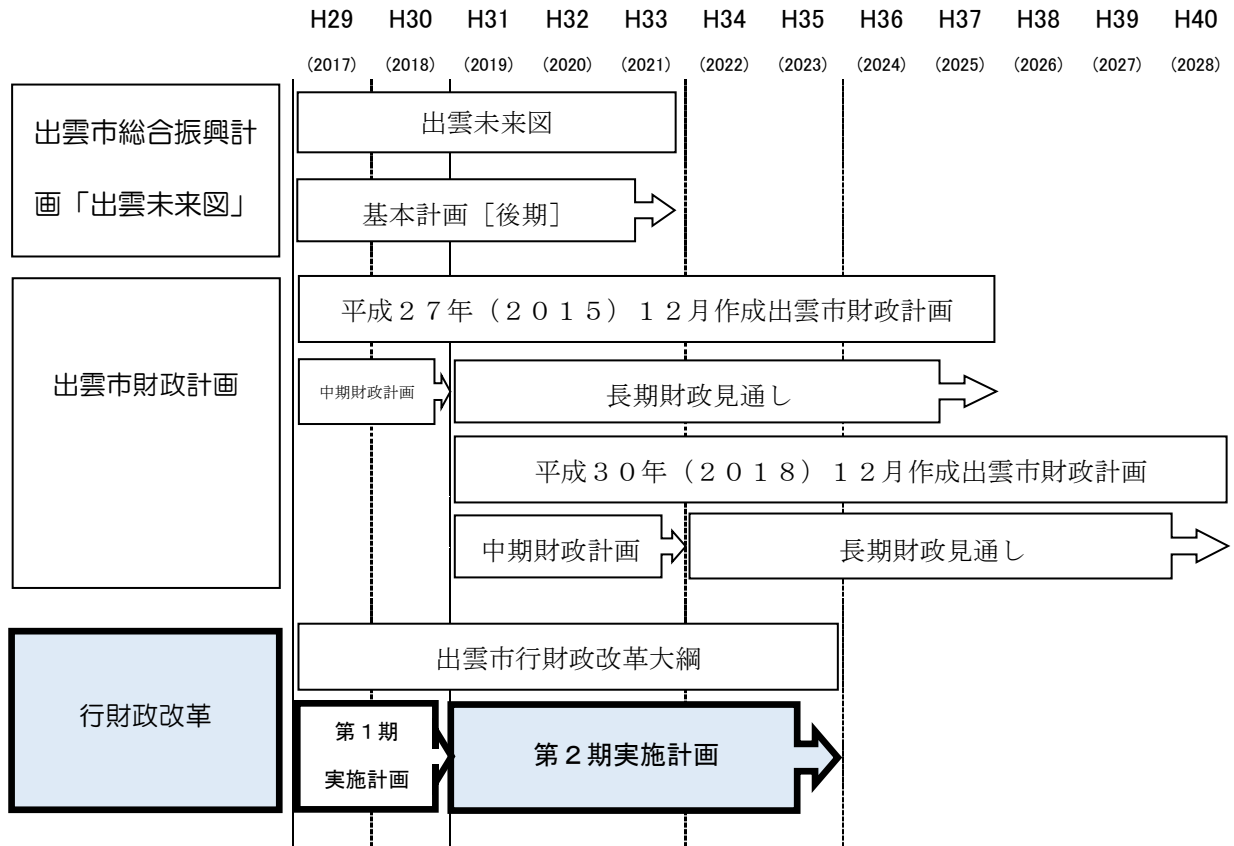 H29 H30 H31 H32 H33 H34 H35 H36 H37 H38 H39 H40
(2017) (2018) (2019) (2020) (2021) (2022) (2023) (2024) (2025) (2026) (2027) (2028)
出雲市総合振興計
画「出雲未来図」
出雲未来図
基本計画［後期］
出雲市財政計画
平成２７年（２０１５）１２月作成出雲市財政計画
中期財政計画
長期財政見通し
平成３０年（２０１８）１２月作成出雲市財政計画
中期財政計画
長期財政見通し
行財政改革
出雲市行財政改革大綱
第１期
実施計画
第２期実施計画